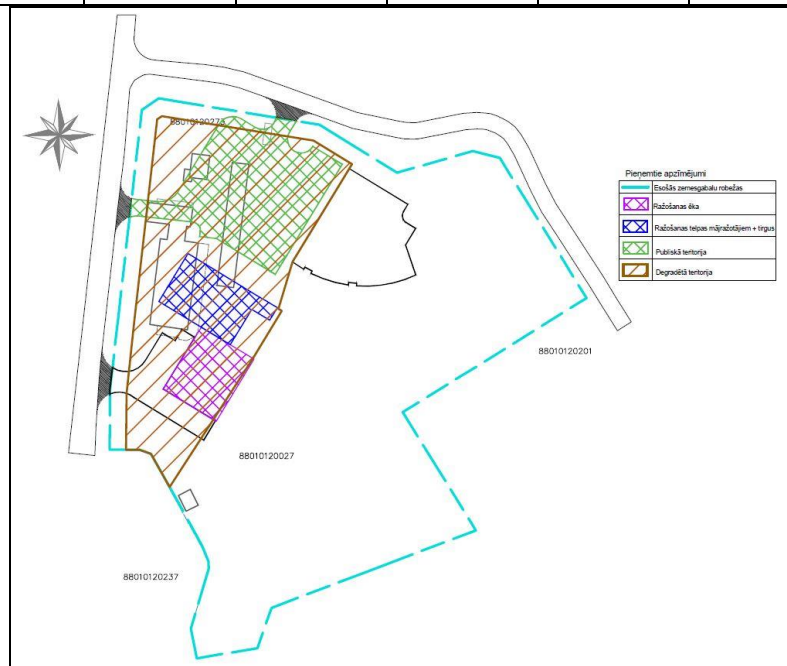 88010120273
Pieņemtie apzīmējumi
Esošās zemesgabalu robežas
Ražošanas ēka
Ražošanas telpas mājražotājiem + tirgus
Publiskā teritorija
Degradētā teritorija
88010120201
88010120027
88010120237